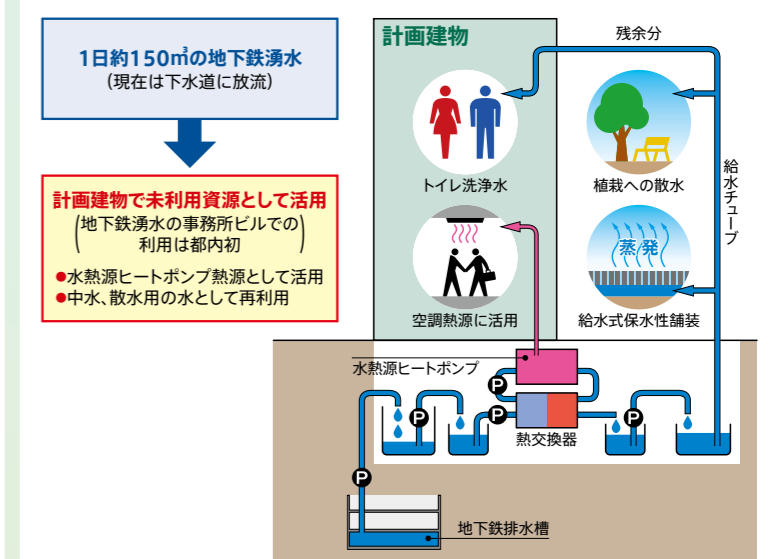 1日約150㎥の地下鉄湧水
(現在は下水道に放流)
計画建物で未利用資源として活用
(地下鉄湧水の事務所ビルでの
利用は都内初)
●水熱源ヒートポンプ熱源として活用
●中水、散水用の水として再利用
計画建物
残余分
トイレ洗浄水
植栽への散水
給水チューブ
空調熱源に活用
蒸発
給水式保水性舗装
水熱源ヒートポンプ
P
P
P
P
熱交換器
P
地下鉄排水槽